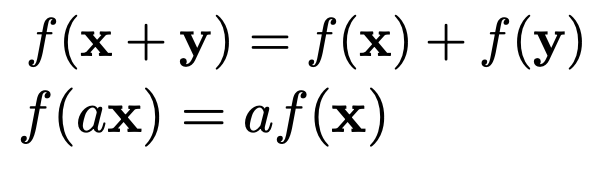 f(𝐱 + 𝐲) = f(𝐱) + f(𝐲)
f(a𝐱) = af(𝐱)